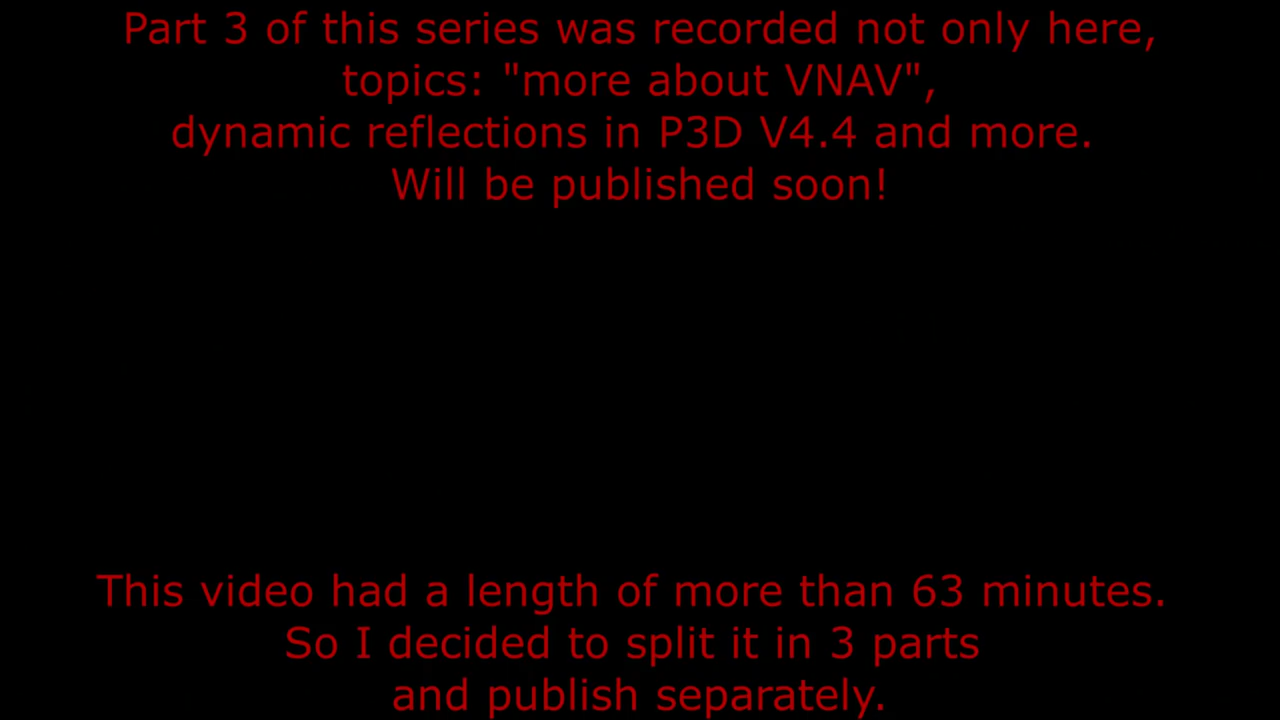 Part 3 of this series was recorded not only here,
topics: "more about VNAV",
dynamic reflections in P3D V4.4 and more.
Will be published soon!
This video had a length of more than 63 minutes.
So I decided to split it in 3 parts
and publish separately.